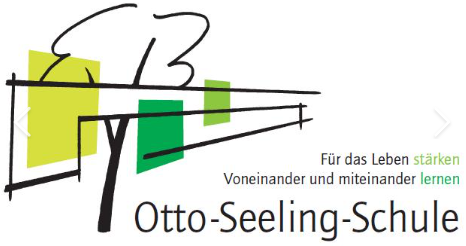 Für das Leben stärken
Voneinander und miteinander lernen
Otto-Seeling-Schule